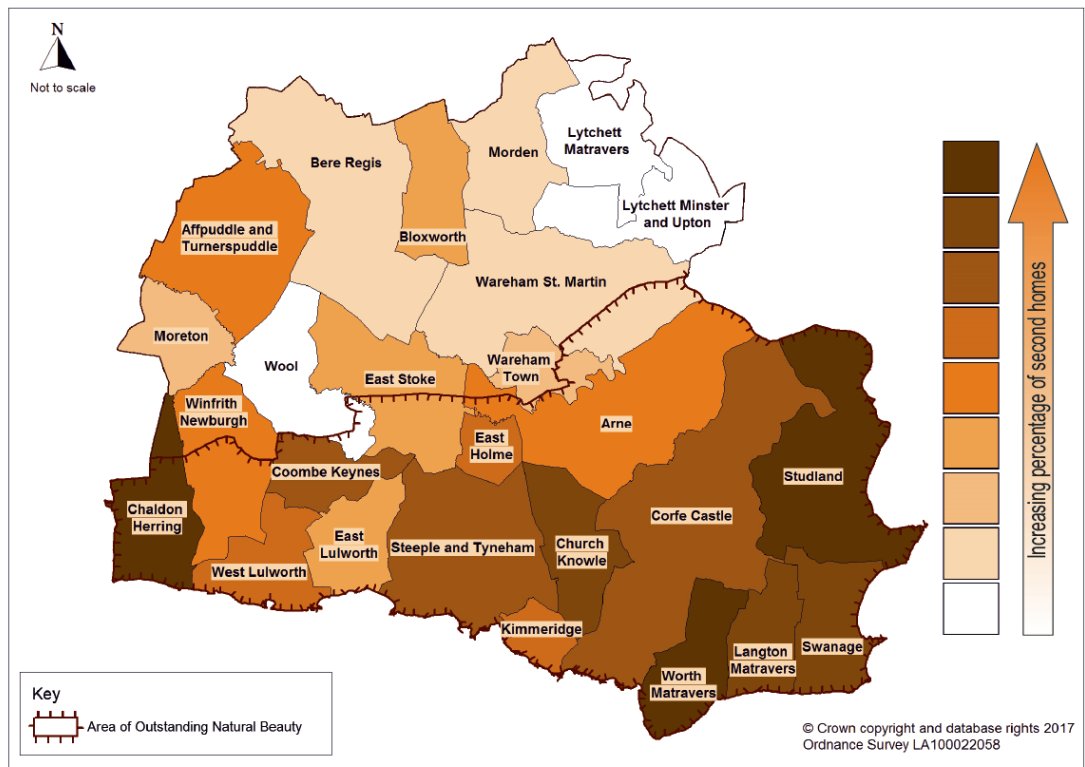 N
Not to scale
Lytchett
Matravers
Morden
Bere Regis
Lytchett Minster
and Upton
Affpuddle and
Turnerspuddle
Bloxworth
Wareham St. Martin
Moreton
Wool
Wareham
Town
East Stoke
Winfrith
Newburgh
Arne
East
Holme
Coombe Keynes
Studland
Chaldon
Herring
Corfe Castle
East
Lulworth
Steeple and Tyneham
Church
Knowle
West Lulworth
Kimmeridge
Swanage
Langton
Matravers
Worth
Matravers
Increasing percentage of second homes
Key
Area of Outstanding Natural Beauty
© Crown copyright and database rights 2017
Ordnance Survey LA100022058